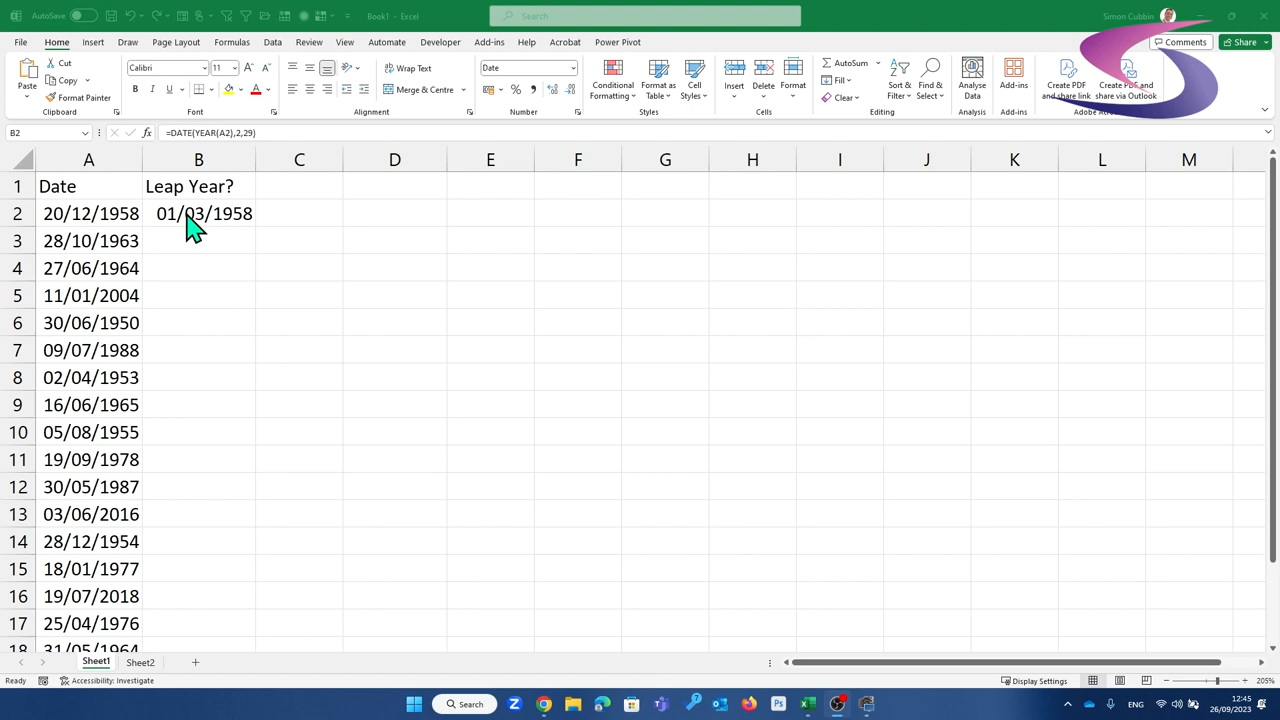 AutoSave
Book1 - Excel
Search
Simon Cubbin
File Home Insert Draw Page Layout Formulas Data Review View Automate Developer Add-ins Help Acrobat Power Pivot
Comments
Share
Paste
Cut
Copy
Format Painter
Clipboard
Calibri
11
Font
Wrap Text
Merge & Centre
Alignment
Date
Number
Conditional Formatting
Format as Table
Cell Styles
Styles
Insert
Delete
Format
Cells
AutoSum
Fill
Clear
Sort & Filter
Find & Select
Editing
Analyse Data
Analysis
Add-ins
Add-ins
Create PDF and share link
Create PDF and share via Outlook
B2
=DATE(YEAR(A2),2,29)
A B C D E F G H I J K L M
1 Date Leap Year?
2 20/12/1958 01/03/1958
3 28/10/1963
4 27/06/1964
5 11/01/2004
6 30/06/1950
7 09/07/1988
8 02/04/1953
9 16/06/1965
10 05/08/1955
11 19/09/1978
12 30/05/1987
13 03/06/2016
14 28/12/1954
15 18/01/1977
16 19/07/2018
17 25/04/1976
18 31/05/1964
Sheet1 Sheet2
Ready
Accessibility: Investigate
Display Settings
205%
Search
ENG
12:45
26/09/2023